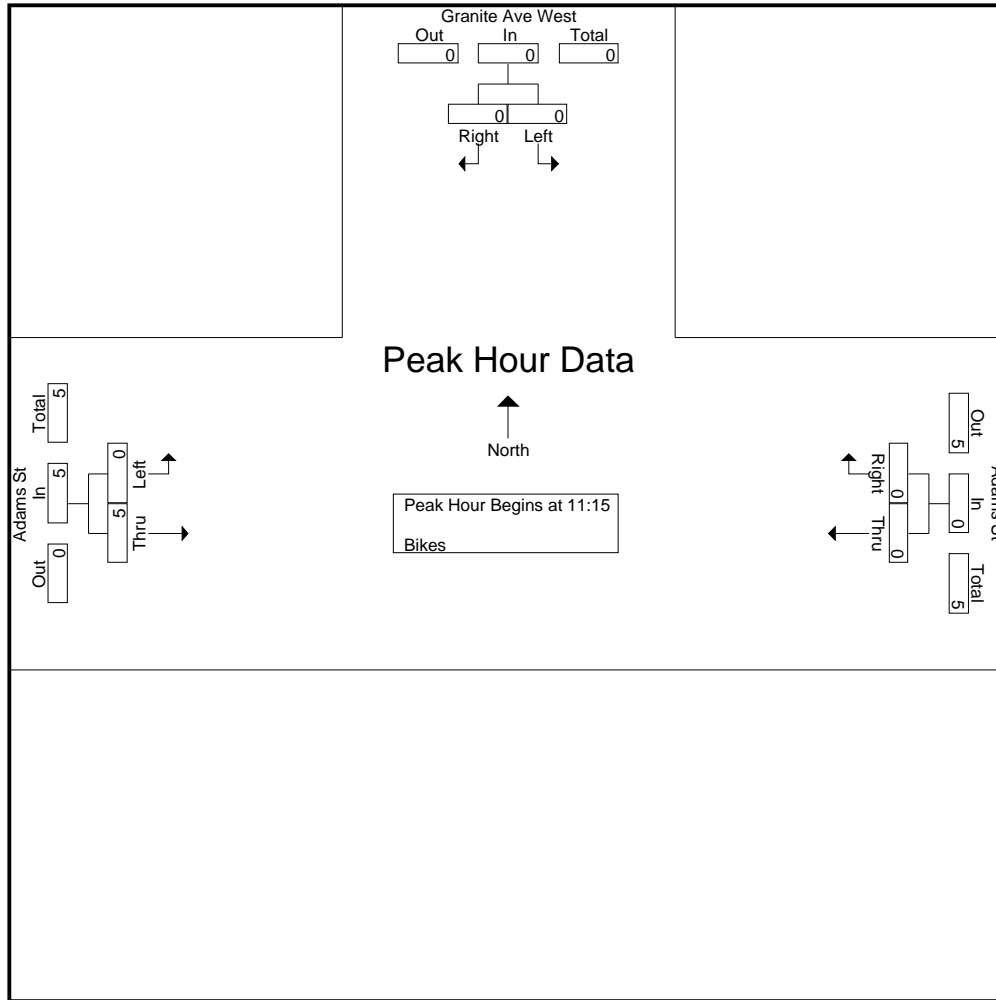 Granite Ave West
Out In Total
0 0 0
0 0
Right Left
Peak Hour Data
North
Peak Hour Begins at 11:15
Bikes
Adams St
Out In Total
0 5 5
Thru Left
5 0
Adams St
Out In Total
5 0 5
Right Thru
0 0